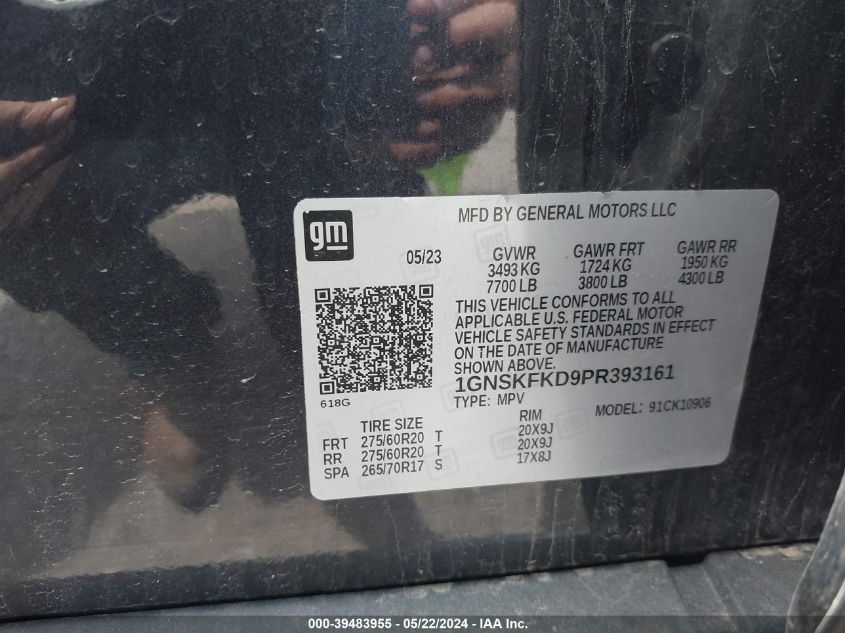 gm
MFD BY GENERAL MOTORS LLC
05/23 GVWR GAWR FRT GAWR RR
3493 KG 1724 KG 1950 KG
7700 LB 3800 LB 4300 LB
THIS VEHICLE CONFORMS TO ALL
APPLICABLE U.S. FEDERAL MOTOR
VEHICLE SAFETY STANDARDS IN EFFECT
ON THE DATE OF MANUFACTURE
SHOWN ABOVE.
1GNSKFKD9PR393161
618G
TYPE: MPV MODEL: 91CK10906
TIRE SIZE RIM
FRT 275/60R20 T 20X9J
RR 275/60R20 T 20X9J
SPA 265/70R17 S 17X8J
000-39483955 - 05/22/2024 - IAA Inc.